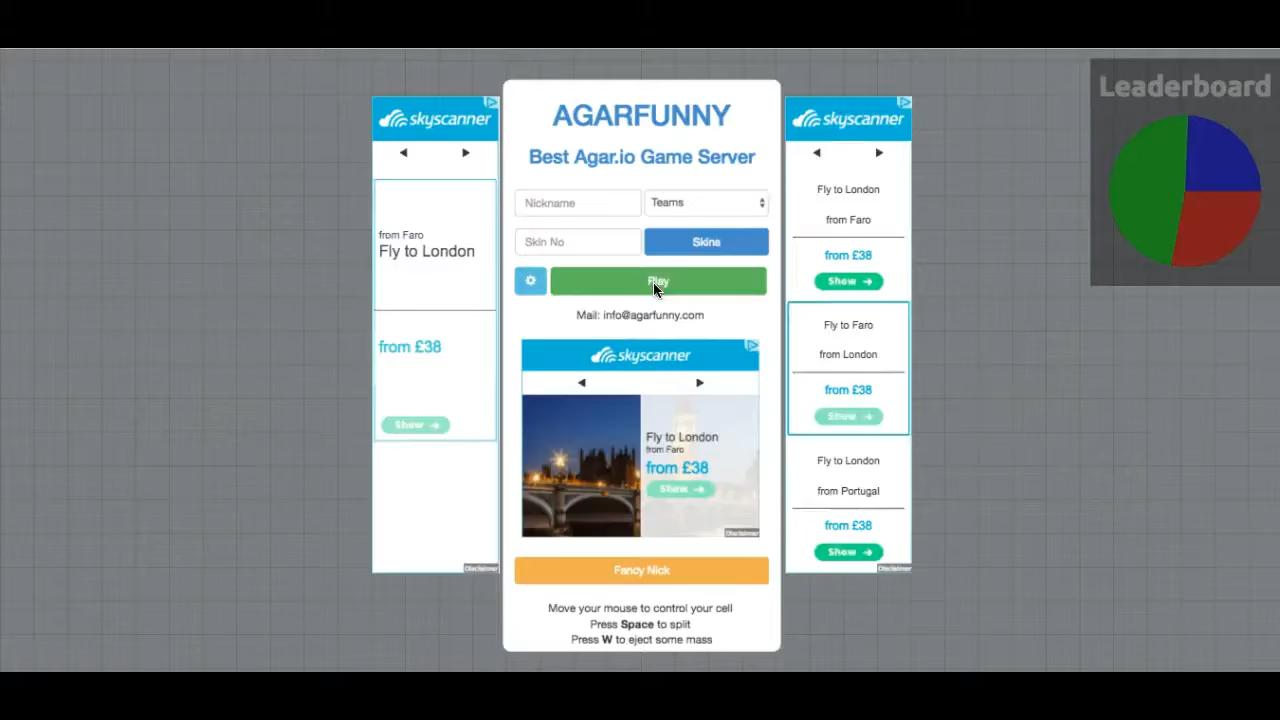 Leaderboard
skyscanner
from Faro
Fly to London
from £38
Show
Disclaimer
AGARFUNNY
Best Agar.io Game Server
Nickname
Teams
Skin No
Skins
Play
Mail: info@agarfunny.com
skyscanner
Fly to London
from Faro
from £38
Show
Disclaimer
Fancy Nick
Move your mouse to control your cell
Press Space to split
Press W to eject some mass
skyscanner
Fly to London
from Faro
from £38
Show
Fly to Faro
from London
from £38
Show
Fly to London
from Portugal
from £38
Show
Disclaimer